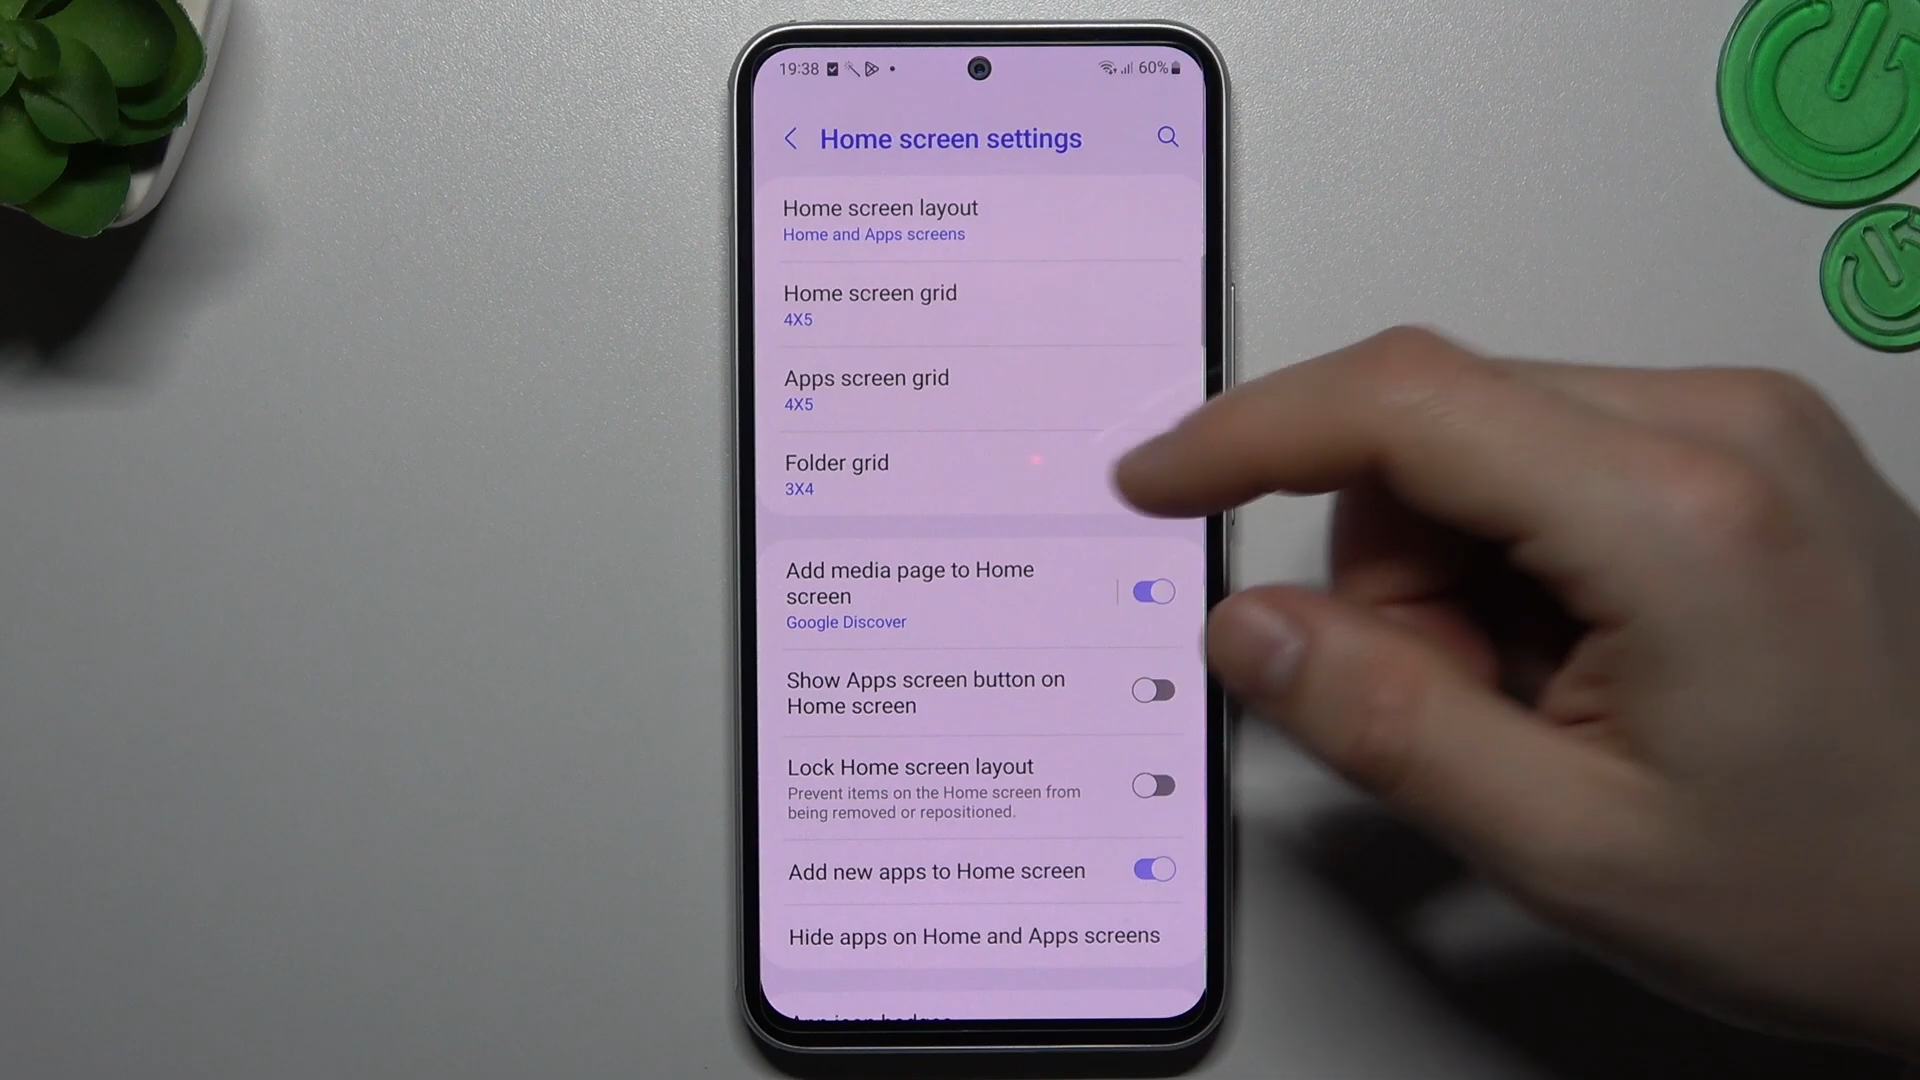 19:38
60%
Home screen settings
Home screen layout
Home and Apps screens
Home screen grid
4X5
Apps screen grid
4X5
Folder grid
3X4
Add media page to Home
screen
Google Discover
Show Apps screen button on
Home screen
Lock Home screen layout
Prevent items on the Home screen from
being removed or repositioned.
Add new apps to Home screen
Hide apps on Home and Apps screens